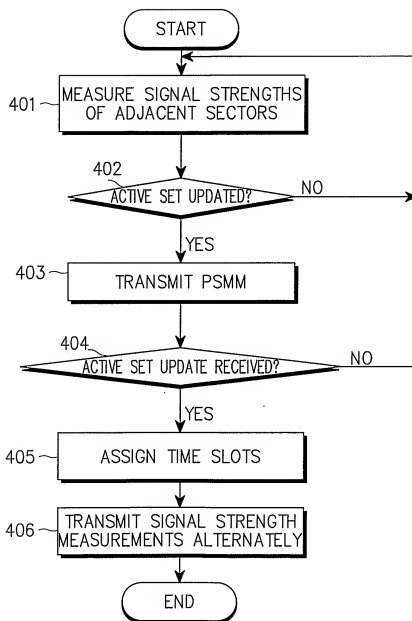 START
401
MEASURE SIGNAL STRENGTHS
OF ADJACENT SECTORS
402
ACTIVE SET UPDATED?
NO
YES
403
TRANSMIT PSMM
404
ACTIVE SET UPDATE RECEIVED?
NO
YES
405
ASSIGN TIME SLOTS
406
TRANSMIT SIGNAL STRENGTH
MEASUREMENTS ALTERNATELY
END